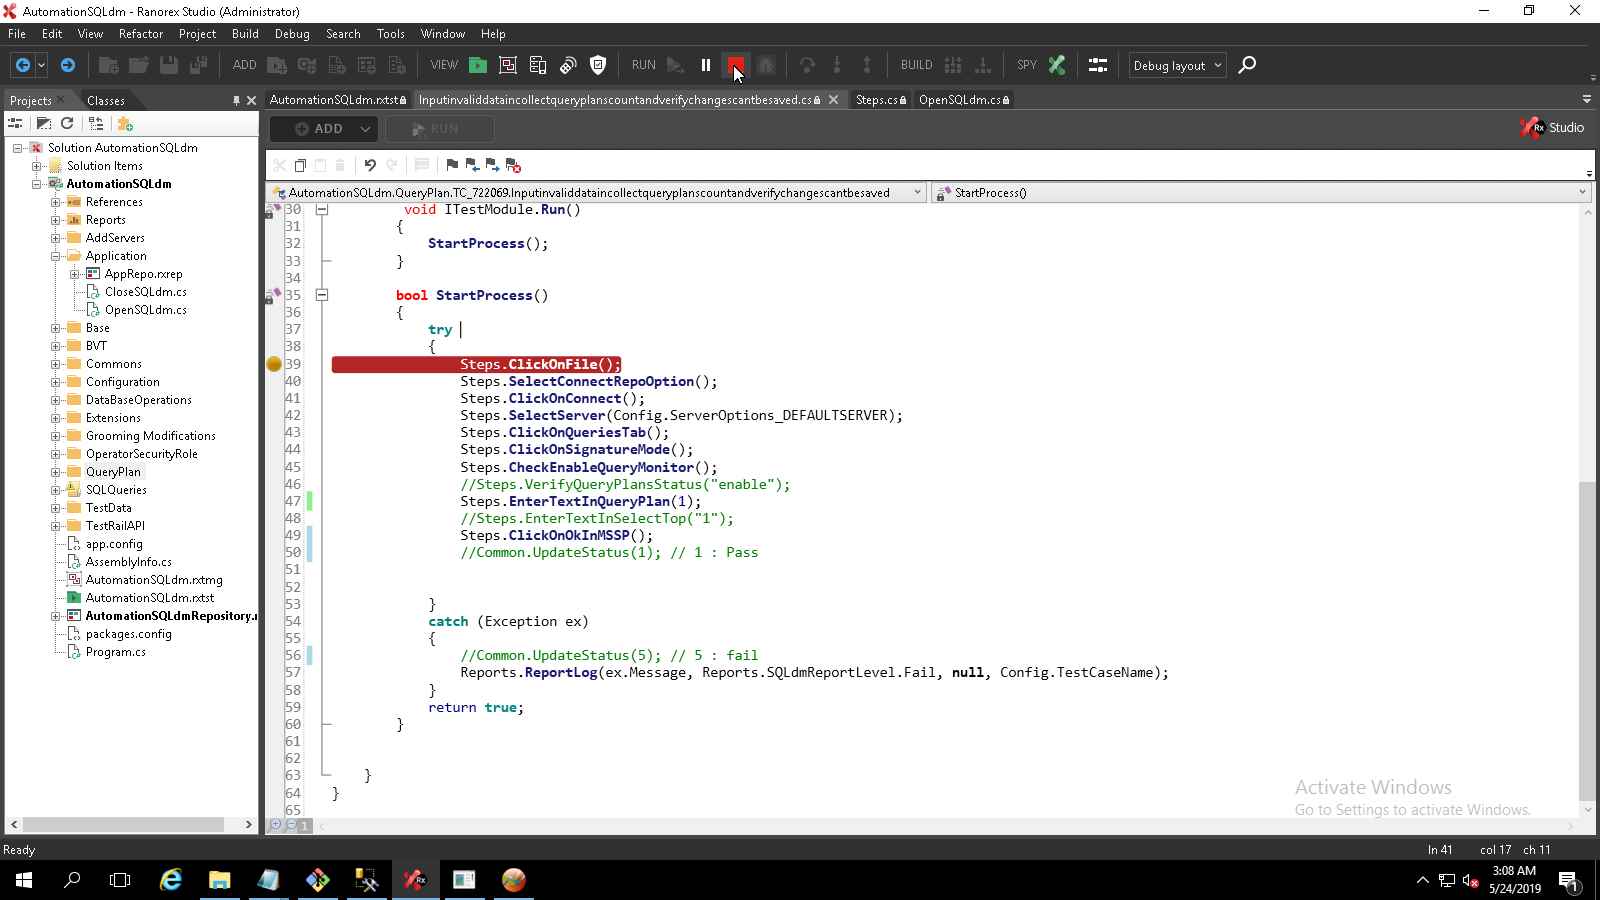 AutomationSQLdm - Ranorex Studio (Administrator)
File Edit View Refactor Project Build Debug Search Tools Window Help
ADD VIEW RUN BUILD SPY Debug layout
Projects Classes AutomationSQLdm.rxtst Inputinvaliddataincollectqueryplanscountandverifychangescantbesaved.cs Steps.cs OpenSQLdm.cs
ADD RUN Rx Studio
AutomationSQLdm.QueryPlan.TC_722069.Inputinvaliddataincollectqueryplanscountandverifychangescantbesaved StartProcess()
Solution AutomationSQLdm
Solution Items
AutomationSQLdm
References
Reports
AddServers
Application
AppRepo.rxrep
CloseSQLdm.cs
OpenSQLdm.cs
Base
BVT
Commons
Configuration
DataBaseOperations
Extensions
Grooming Modifications
OperatorSecurityRole
QueryPlan
SQLQueries
TestData
TestRailAPI
app.config
AssemblyInfo.cs
AutomationSQLdm.rxtmg
AutomationSQLdm.rxtst
AutomationSQLdmRepository.
packages.config
Program.cs
30 void ITestModule.Run()
31 {
32 StartProcess();
33 }
34
35 bool StartProcess()
36 {
37 try
38 {
39 Steps.ClickOnFile();
40 Steps.SelectConnectRepoOption();
41 Steps.ClickOnConnect();
42 Steps.SelectServer(Config.ServerOptions_DEFAULTSERVER);
43 Steps.ClickOnQueriesTab();
44 Steps.ClickOnSignatureMode();
45 Steps.CheckEnableQueryMonitor();
46 //Steps.VerifyQueryPlansStatus("enable");
47 Steps.EnterTextInQueryPlan(1);
48 //Steps.EnterTextInSelectTop("1");
49 Steps.ClickOnOkInMSSP();
50 //Common.UpdateStatus(1); // 1 : Pass
51
52
53 }
54 catch (Exception ex)
55 {
56 //Common.UpdateStatus(5); // 5 : fail
57 Reports.ReportLog(ex.Message, Reports.SQLdmReportLevel.Fail, null, Config.TestCaseName);
58 }
59 return true;
60 }
61
62
63 }
64 }
65
1
Activate Windows
Go to Settings to activate Windows.
Ready ln 41 col 17 ch 11
Rx
3:08 AM
5/24/2019
1